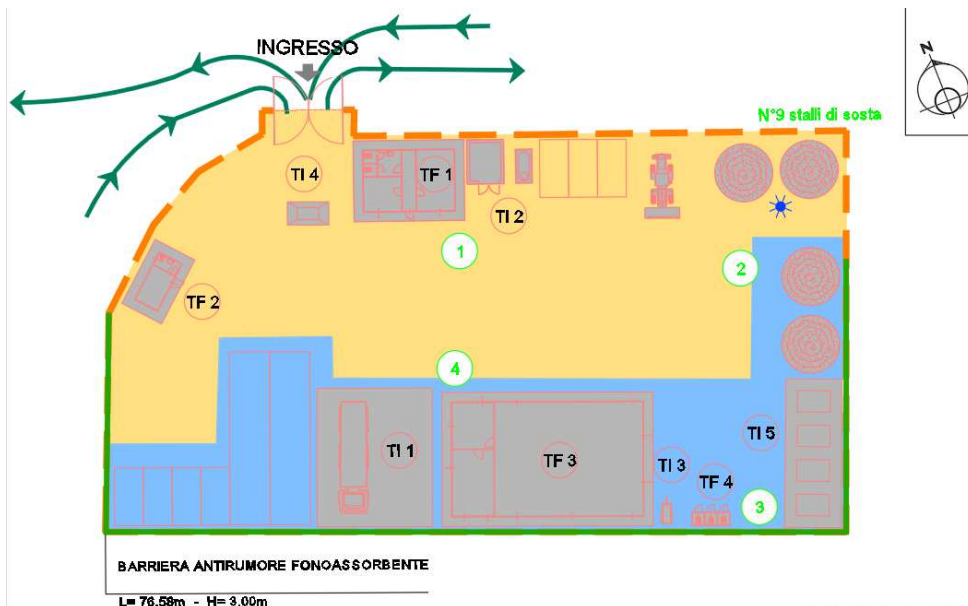 INGRESSO
N
N°9 stalli di sosta
TI 4
TF 1
TI 2
1
2
TF 2
4
TI 1
TF 3
TI 3
TF 4
TI 5
3
BARRIERA ANTIRUMORE FONOASSORBENTE
L= 76.58m - H= 3.00m